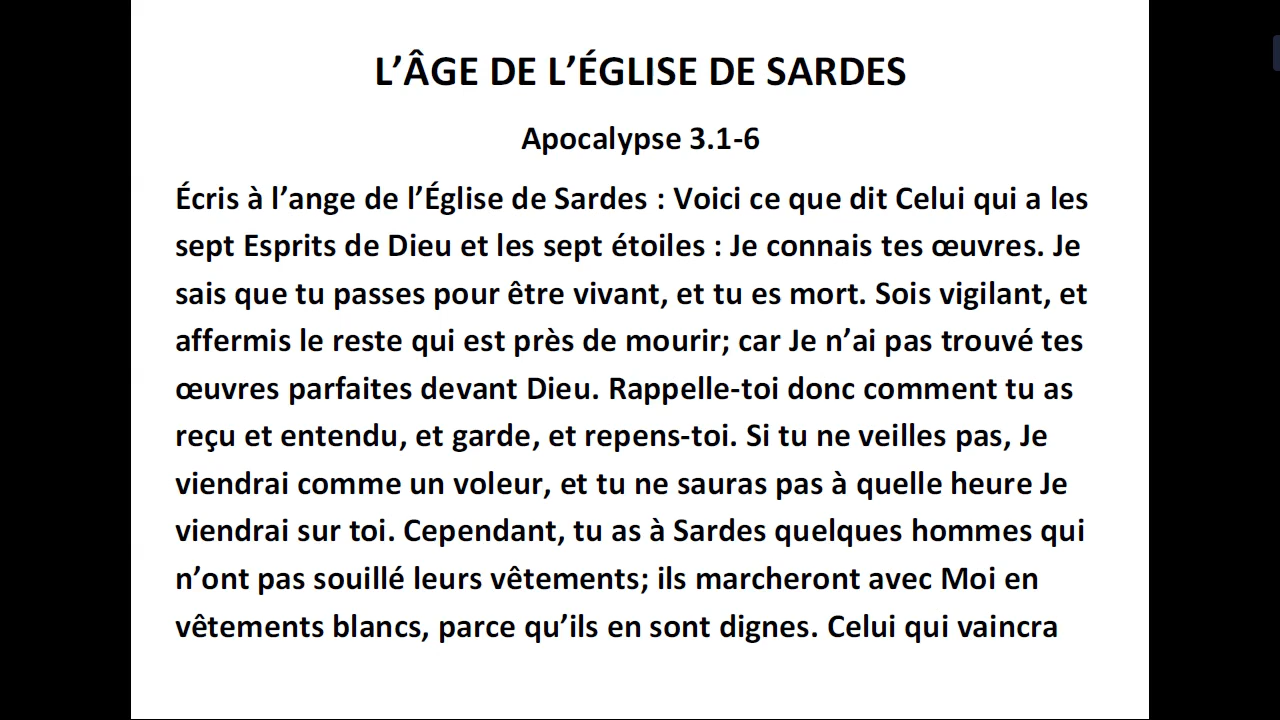 L’ÂGE DE L’ÉGLISE DE SARDES
Apocalypse 3.1-6
Écris à l’ange de l’Église de Sardes : Voici ce que dit Celui qui a les
sept Esprits de Dieu et les sept étoiles : Je connais tes œuvres. Je
sais que tu passes pour être vivant, et tu es mort. Sois vigilant, et
affermis le reste qui est près de mourir; car Je n’ai pas trouvé tes
œuvres parfaites devant Dieu. Rappelle-toi donc comment tu as
reçu et entendu, et garde, et repens-toi. Si tu ne veilles pas, Je
viendrai comme un voleur, et tu ne sauras pas à quelle heure Je
viendrai sur toi. Cependant, tu as à Sardes quelques hommes qui
n’ont pas souillé leurs vêtements; ils marcheront avec Moi en
vêtements blancs, parce qu’ils en sont dignes. Celui qui vaincra